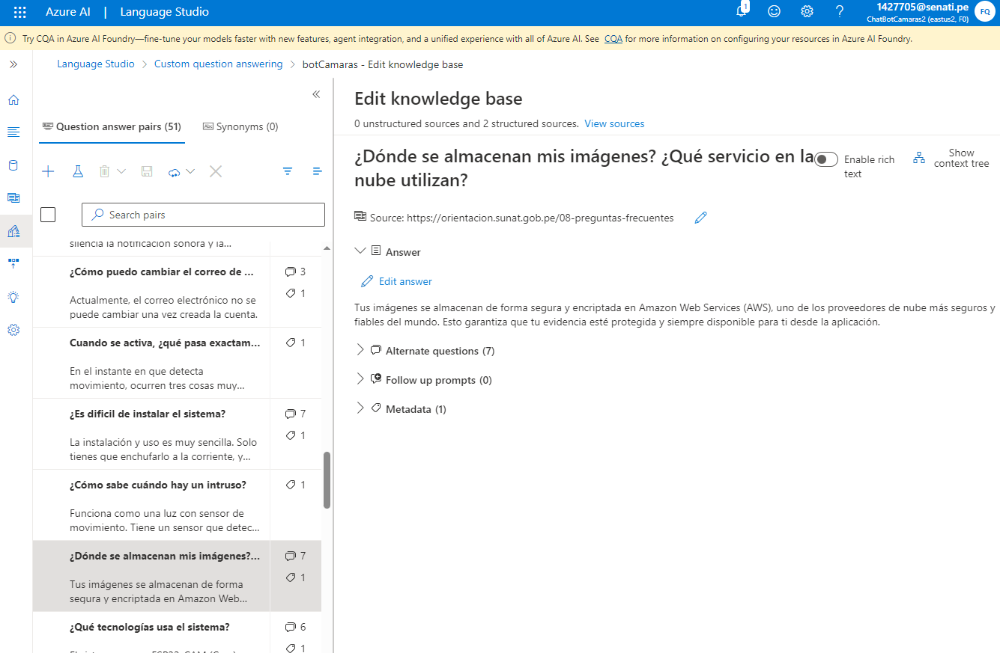 Azure AI | Language Studio
1
1427705@senati.pe
ChatBotCamaras2 (eastus2, F0)
FQ
Try CQA in Azure AI Foundry—fine-tune your models faster with new features, agent integration, and a unified experience with all of Azure AI. See CQA for more information on configuring your resources in Azure AI Foundry.
Language Studio > Custom question answering > botCamaras - Edit knowledge base
Question answer pairs (51)
Synonyms (0)
Search pairs
silencia la notificación sonora y la...
¿Cómo puedo cambiar el correo de ...
3
Actualmente, el correo electrónico no se
puede cambiar una vez creada la cuenta.
1
Cuando se activa, ¿qué pasa exactam...
1
En el instante en que detecta
movimiento, ocurren tres cosas muy...
¿Es dificil de instalar el sistema?
7
La instalación y uso es muy sencilla. Solo
tienes que enchufarlo a la corriente, y...
1
¿Cómo sabe cuándo hay un intruso?
1
Funciona como una luz con sensor de
movimiento. Tiene un sensor que detec...
¿Dónde se almacenan mis imágenes?...
7
Tus imágenes se almacenan de forma
segura y encriptada en Amazon Web...
1
¿Qué tecnologías usa el sistema?
6
1
Edit knowledge base
0 unstructured sources and 2 structured sources. View sources
¿Dónde se almacenan mis imágenes? ¿Qué servicio en la
nube utilizan?
Enable rich
text
Show
context tree
Source: https://orientacion.sunat.gob.pe/08-preguntas-frecuentes
Answer
Edit answer
Tus imágenes se almacenan de forma segura y encriptada en Amazon Web Services (AWS), uno de los proveedores de nube más seguros y
fiables del mundo. Esto garantiza que tu evidencia esté protegida y siempre disponible para ti desde la aplicación.
Alternate questions (7)
Follow up prompts (0)
Metadata (1)